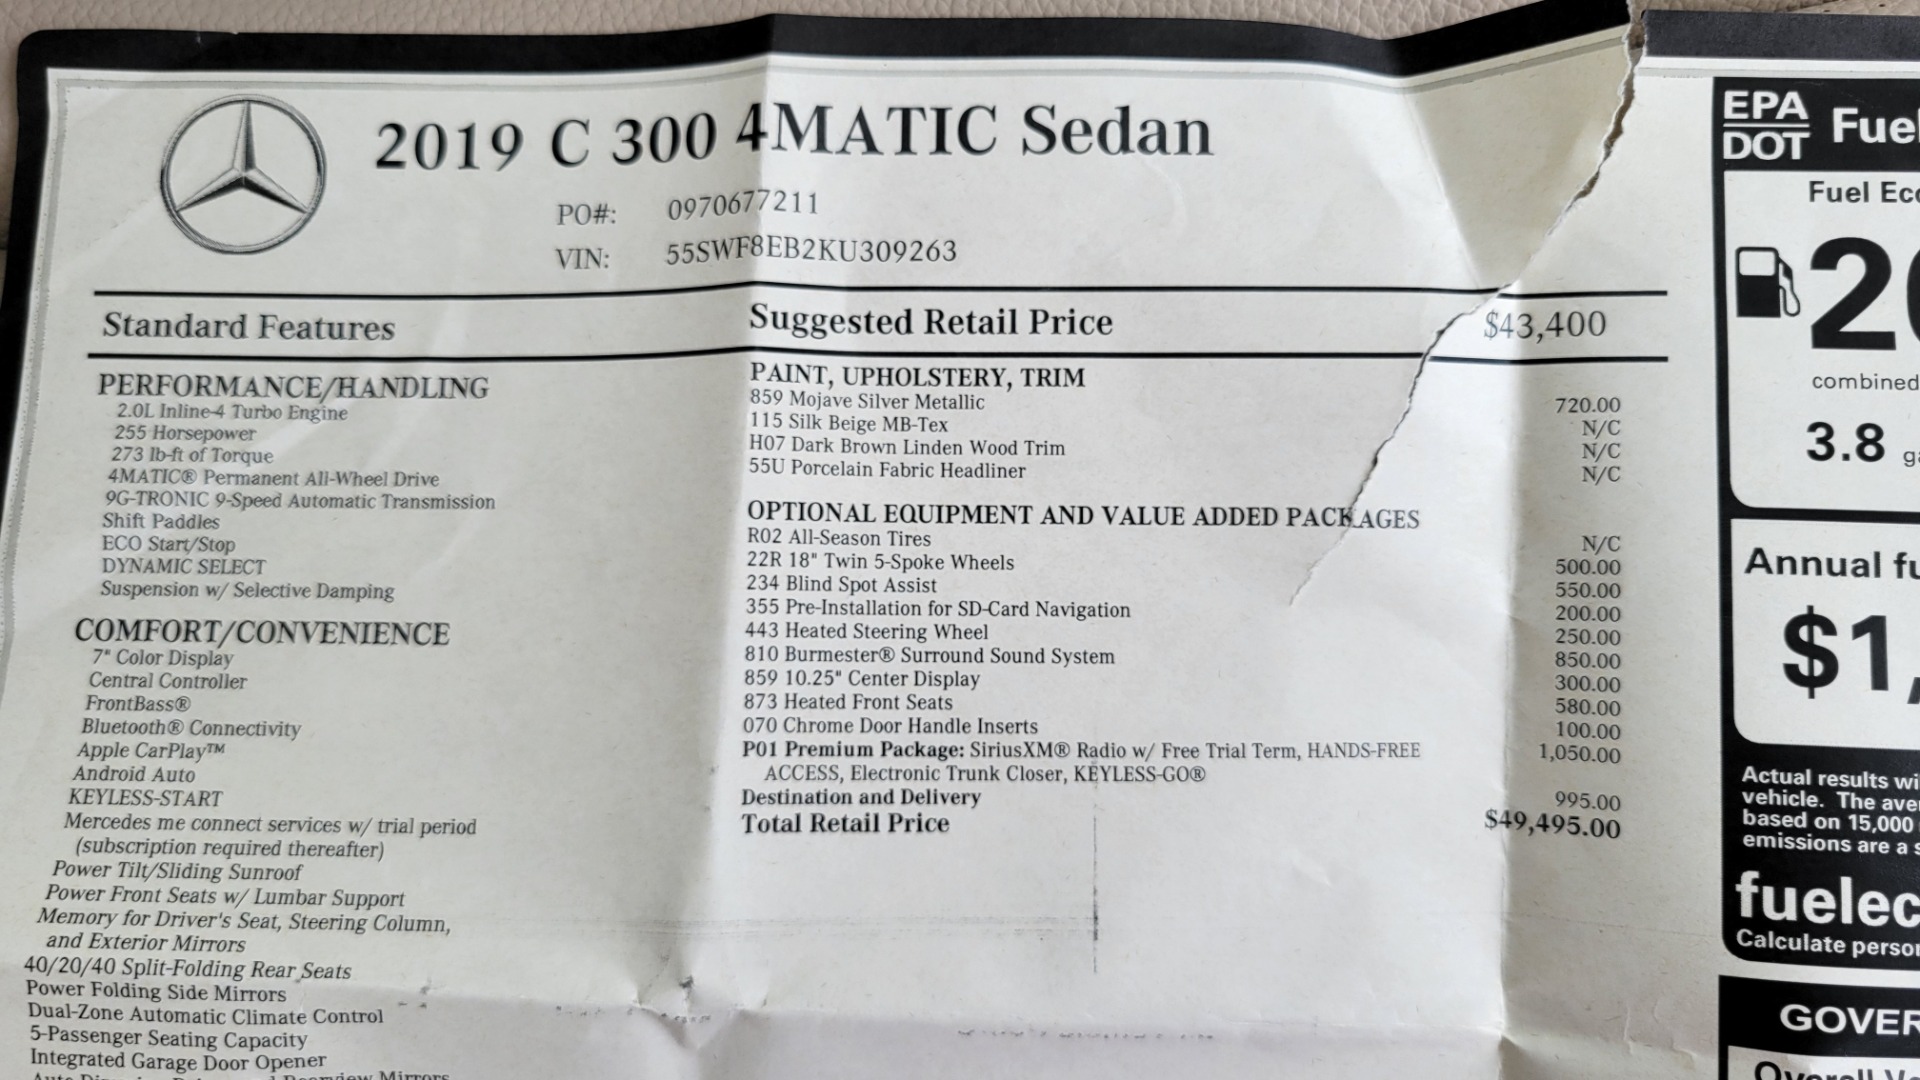 2019 C 300 4MATIC Sedan
PO#: 0970677211
VIN: 55SWF8EB2KU309263
Standard Features
PERFORMANCE/HANDLING
2.0L Inline-4 Turbo Engine
255 Horsepower
273 lb-ft of Torque
4MATIC® Permanent All-Wheel Drive
9G-TRONIC 9-Speed Automatic Transmission
Shift Paddles
ECO Start/Stop
DYNAMIC SELECT
Suspension w/ Selective Damping
COMFORT/CONVENIENCE
7" Color Display
Central Controller
FrontBass®
Bluetooth® Connectivity
Apple CarPlay™
Android Auto
KEYLESS-START
Mercedes me connect services w/ trial period
(subscription required thereafter)
Power Tilt/Sliding Sunroof
Power Front Seats w/ Lumbar Support
Memory for Driver's Seat, Steering Column,
and Exterior Mirrors
40/20/40 Split-Folding Rear Seats
Power Folding Side Mirrors
Dual-Zone Automatic Climate Control
5-Passenger Seating Capacity
Integrated Garage Door Opener
Mirrors
Suggested Retail Price $43,400
PAINT, UPHOLSTERY, TRIM
859 Mojave Silver Metallic 720.00
115 Silk Beige MB-Tex N/C
H07 Dark Brown Linden Wood Trim N/C
55U Porcelain Fabric Headliner N/C
OPTIONAL EQUIPMENT AND VALUE ADDED PACKAGES
R02 All-Season Tires N/C
22R 18" Twin 5-Spoke Wheels 500.00
234 Blind Spot Assist 550.00
355 Pre-Installation for SD-Card Navigation 200.00
443 Heated Steering Wheel 250.00
810 Burmester® Surround Sound System 850.00
859 10.25" Center Display 300.00
873 Heated Front Seats 580.00
070 Chrome Door Handle Inserts 100.00
P01 Premium Package: SiriusXM® Radio w/ Free Trial Term, HANDS-FREE 1,050.00
ACCESS, Electronic Trunk Closer, KEYLESS-GO®
Destination and Delivery 995.00
Total Retail Price $49,495.00
EPA
DOT
Fuel
Fuel Eco
2
combined
3.8 ga
Annual fu
$1,
Actual results wi
vehicle. The aver
based on 15,000
emissions are a s
fuelec
Calculate person
GOVER
Overall Ve